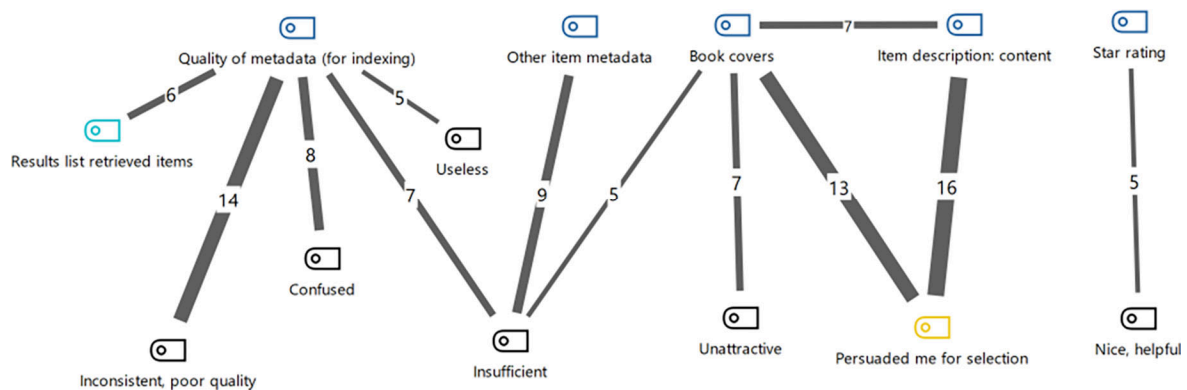 7
Quality of metadata (for indexing)
Other item metadata
Book covers
Item description: content
Star rating
6
5
Results list retrieved items
Useless
8
14
7
9
5
7
13
16
5
Confused
Inconsistent, poor quality
Insufficient
Unattractive
Persuaded me for selection
Nice, helpful